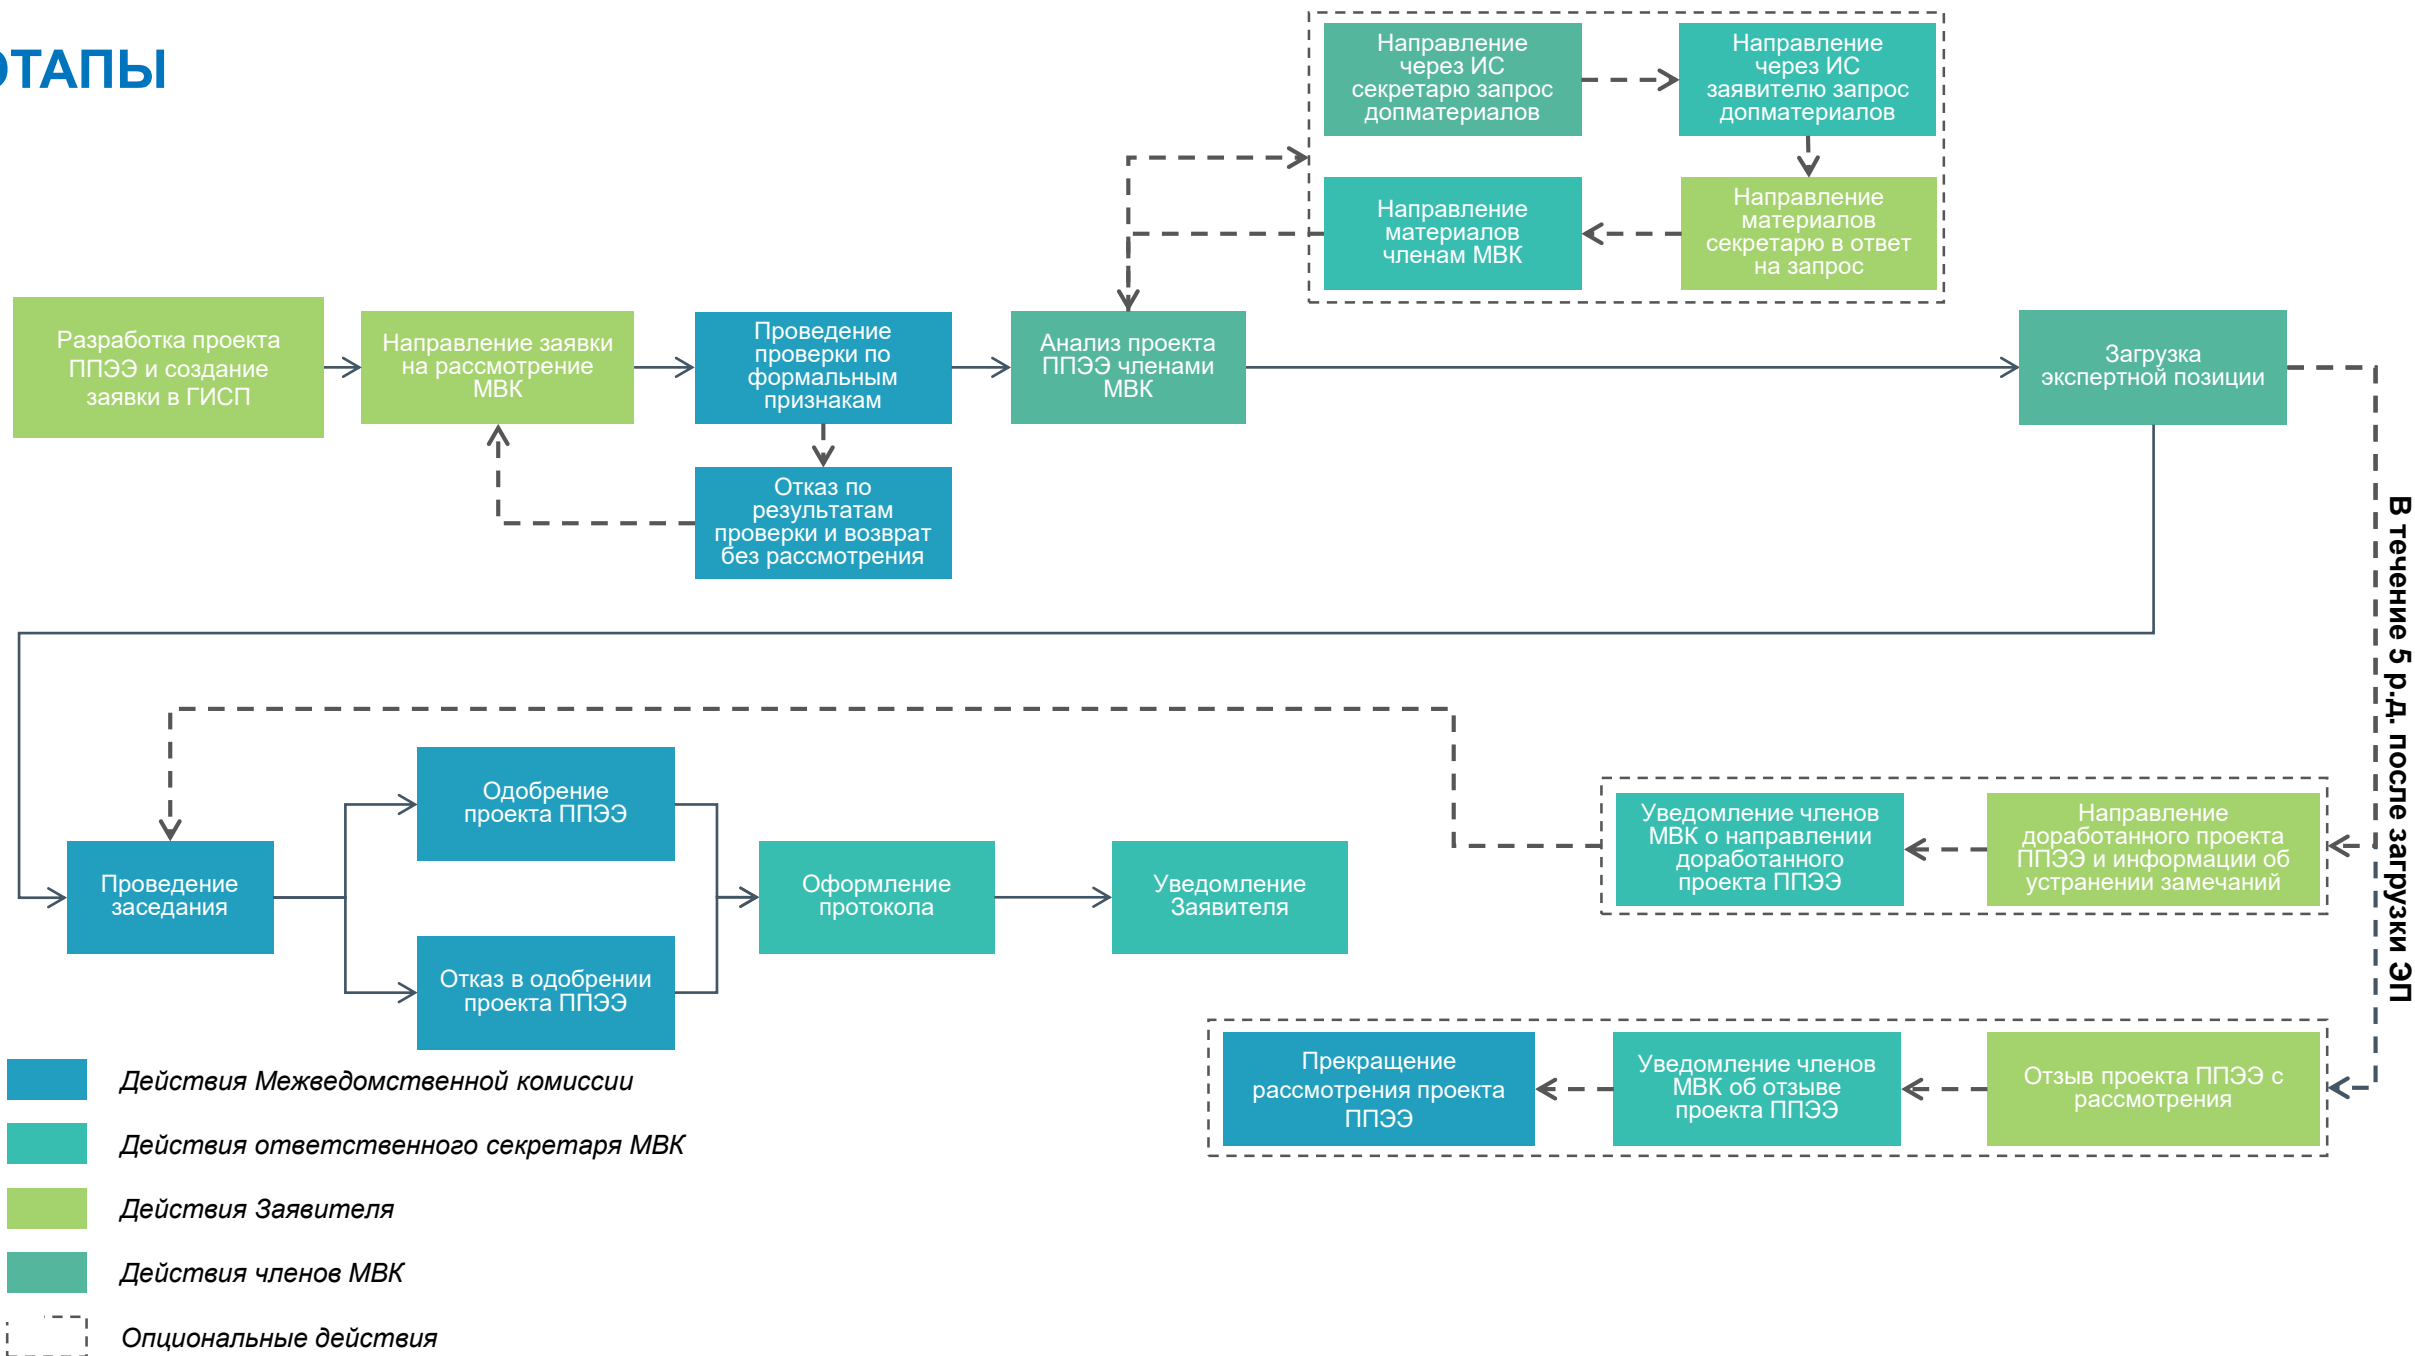 ЭТАПЫ
Направление
через ИС
секретарю запрос
допматериалов
Направление
через ИС
заявителю запрос
допматериалов
Направление
материалов
членам МВК
Направление
материалов
секретарю в ответ
на запрос
Разработка проекта
ППЭЭ и создание
заявки в ГИСП
Направление заявки
на рассмотрение
МВК
Проведение
проверки по
формальным
признакам
Анализ проекта
ППЭЭ членами
МВК
Загрузка
экспертной позиции
Отказ по
результатам
проверки и возврат
без рассмотрения
В течение 5 р.д. после загрузки ЭП
Проведение
заседания
Одобрение
проекта ППЭЭ
Отказ в одобрении
проекта ППЭЭ
Оформление
протокола
Уведомление
Заявителя
Уведомление членов
МВК о направлении
доработанного
проекта ППЭЭ
Направление
доработанного проекта
ППЭЭ и информации об
устранении замечаний
Прекращение
рассмотрения проекта
ППЭЭ
Уведомление членов
МВК об отзыве
проекта ППЭЭ
Отзыв проекта ППЭЭ с
рассмотрения
Действия Межведомственной комиссии
Действия ответственного секретаря МВК
Действия Заявителя
Действия членов МВК
Опциональные действия